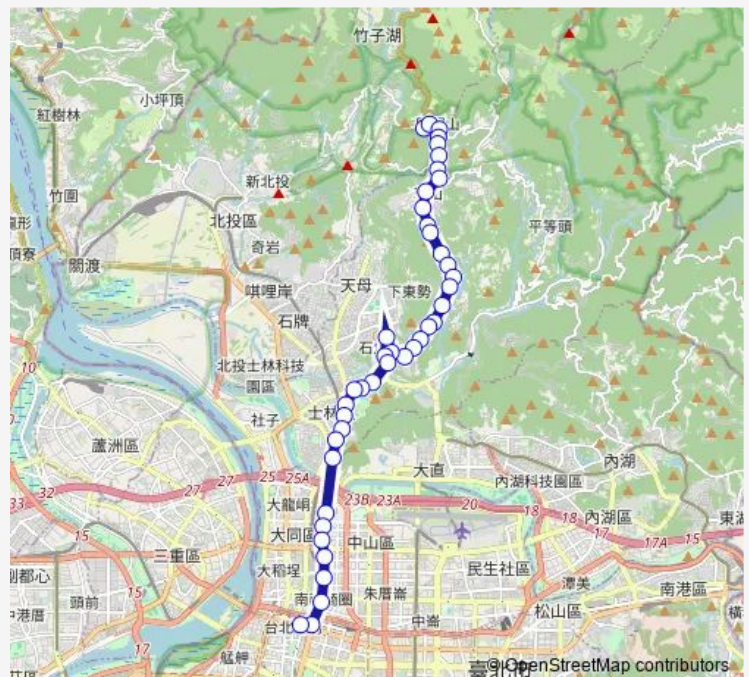 竹子湖
小坪頂
紅樹林
新北投
竹圍
北投區
平等頭
奇岩
關渡
天母
下東勢
唭哩岸
石牌
北投士林科技
園區
社子
士林
蘆洲區
大直
內湖
內湖科技園區
25
25A
27
27
32
33
23B
23A
20
18
18
17
內湖區
15
17A
大龍峒
大同區
中山區
三重區
15
大稻埕
民生社區
潭美
南港區
頭前
15
朱厝崙
松山區
中崙
艋舺
17
10
© OpenStreetMap contributors